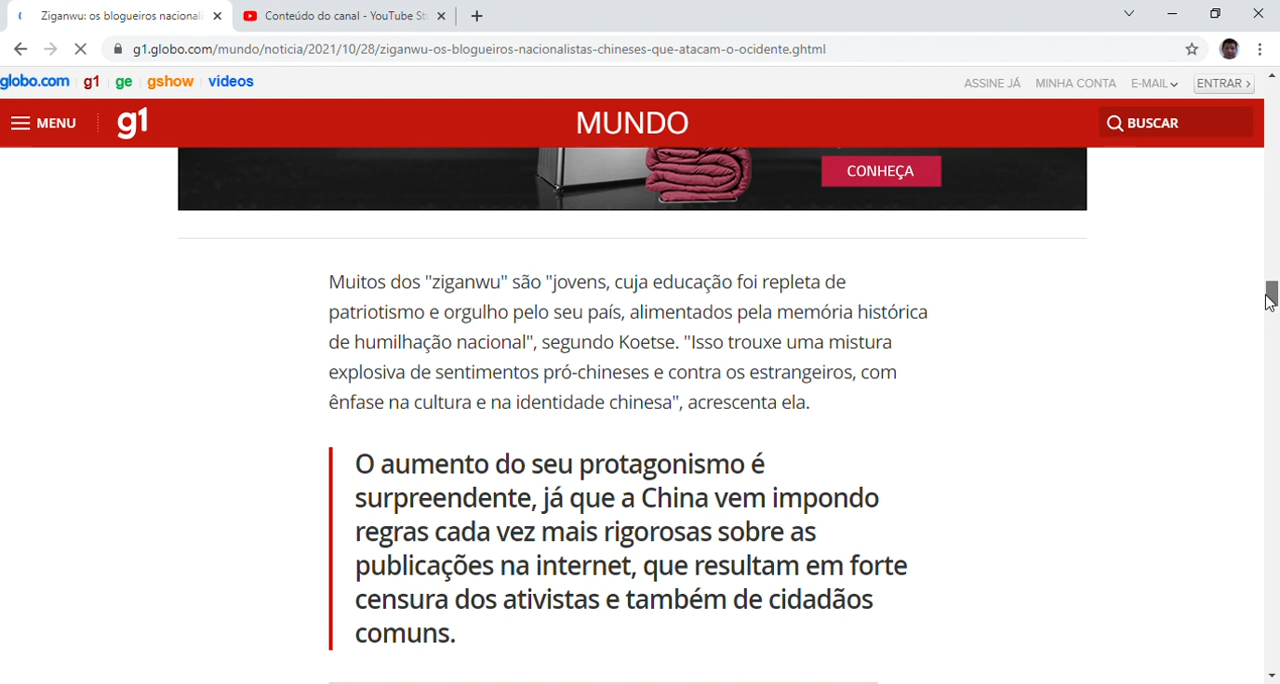 Ziganwu: os blogueiros nacionali
Conteúdo do canal - YouTube St
g1.globo.com/mundo/noticia/2021/10/28/ziganwu-os-blogueiros-nacionalistas-chineses-que-atacam-o-ocidente.ghtml
globo.com g1 ge gshow vídeos ASSINE JÁ MINHA CONTA E-MAIL ENTRAR ›
MENU g1 MUNDO BUSCAR
CONHEÇA
Muitos dos "ziganwu" são "jovens, cuja educação foi repleta de
patriotismo e orgulho pelo seu país, alimentados pela memória histórica
de humilhação nacional", segundo Koetse. "Isso trouxe uma mistura
explosiva de sentimentos pró-chineses e contra os estrangeiros, com
ênfase na cultura e na identidade chinesa", acrescenta ela.
O aumento do seu protagonismo é
surpreendente, já que a China vem impondo
regras cada vez mais rigorosas sobre as
publicações na internet, que resultam em forte
censura dos ativistas e também de cidadãos
comuns.